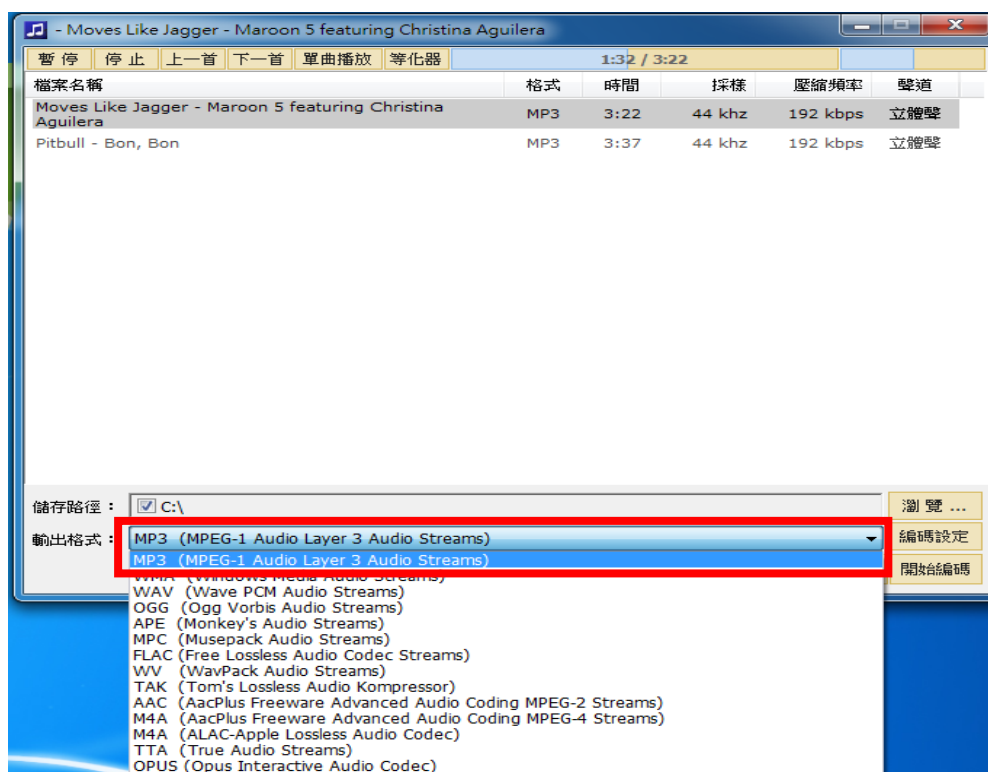 - Moves Like Jagger - Maroon 5 featuring Christina Aguilera
暫 停 停 止 上一首 下一首 單曲播放 等化器 1:32 / 3:22
檔案名稱 格式 時間 採樣 壓縮頻率 聲道
Moves Like Jagger - Maroon 5 featuring Christina
Aguilera MP3 3:22 44 khz 192 kbps 立體聲
Pitbull - Bon, Bon MP3 3:37 44 khz 192 kbps 立體聲
儲存路徑： C:\ 瀏 覽 ...
輸出格式： MP3 (MPEG-1 Audio Layer 3 Audio Streams) 編碼設定
MP3 (MPEG-1 Audio Layer 3 Audio Streams) 開始編碼
WMA (Windows Media Audio Streams)
WAV (Wave PCM Audio Streams)
OGG (Ogg Vorbis Audio Streams)
APE (Monkey's Audio Streams)
MPC (Musepack Audio Streams)
FLAC (Free Lossless Audio Codec Streams)
WV (WavPack Audio Streams)
TAK (Tom's Lossless Audio Kompressor)
AAC (AacPlus Freeware Advanced Audio Coding MPEG-2 Streams)
M4A (AacPlus Freeware Advanced Audio Coding MPEG-4 Streams)
M4A (ALAC-Apple Lossless Audio Codec)
TTA (True Audio Streams)
OPUS (Opus Interactive Audio Codec)